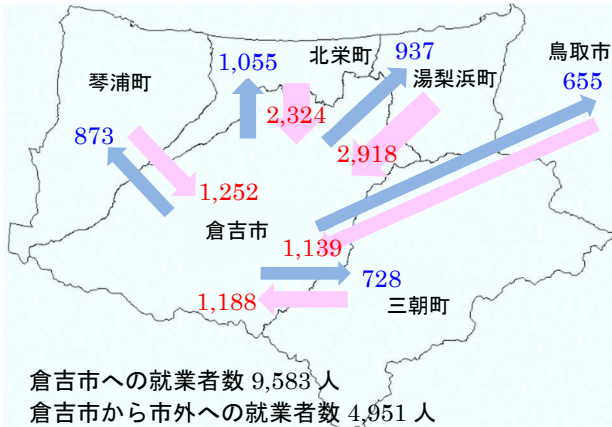 北栄町
937
鳥取市
1,055
琴浦町
湯梨浜町
655
2,324
873
2,918
1,252
倉吉市
1,139
728
1,188
三朝町
倉吉市への就業者数 9,583 人
倉吉市から市外への就業者数 4,951 人